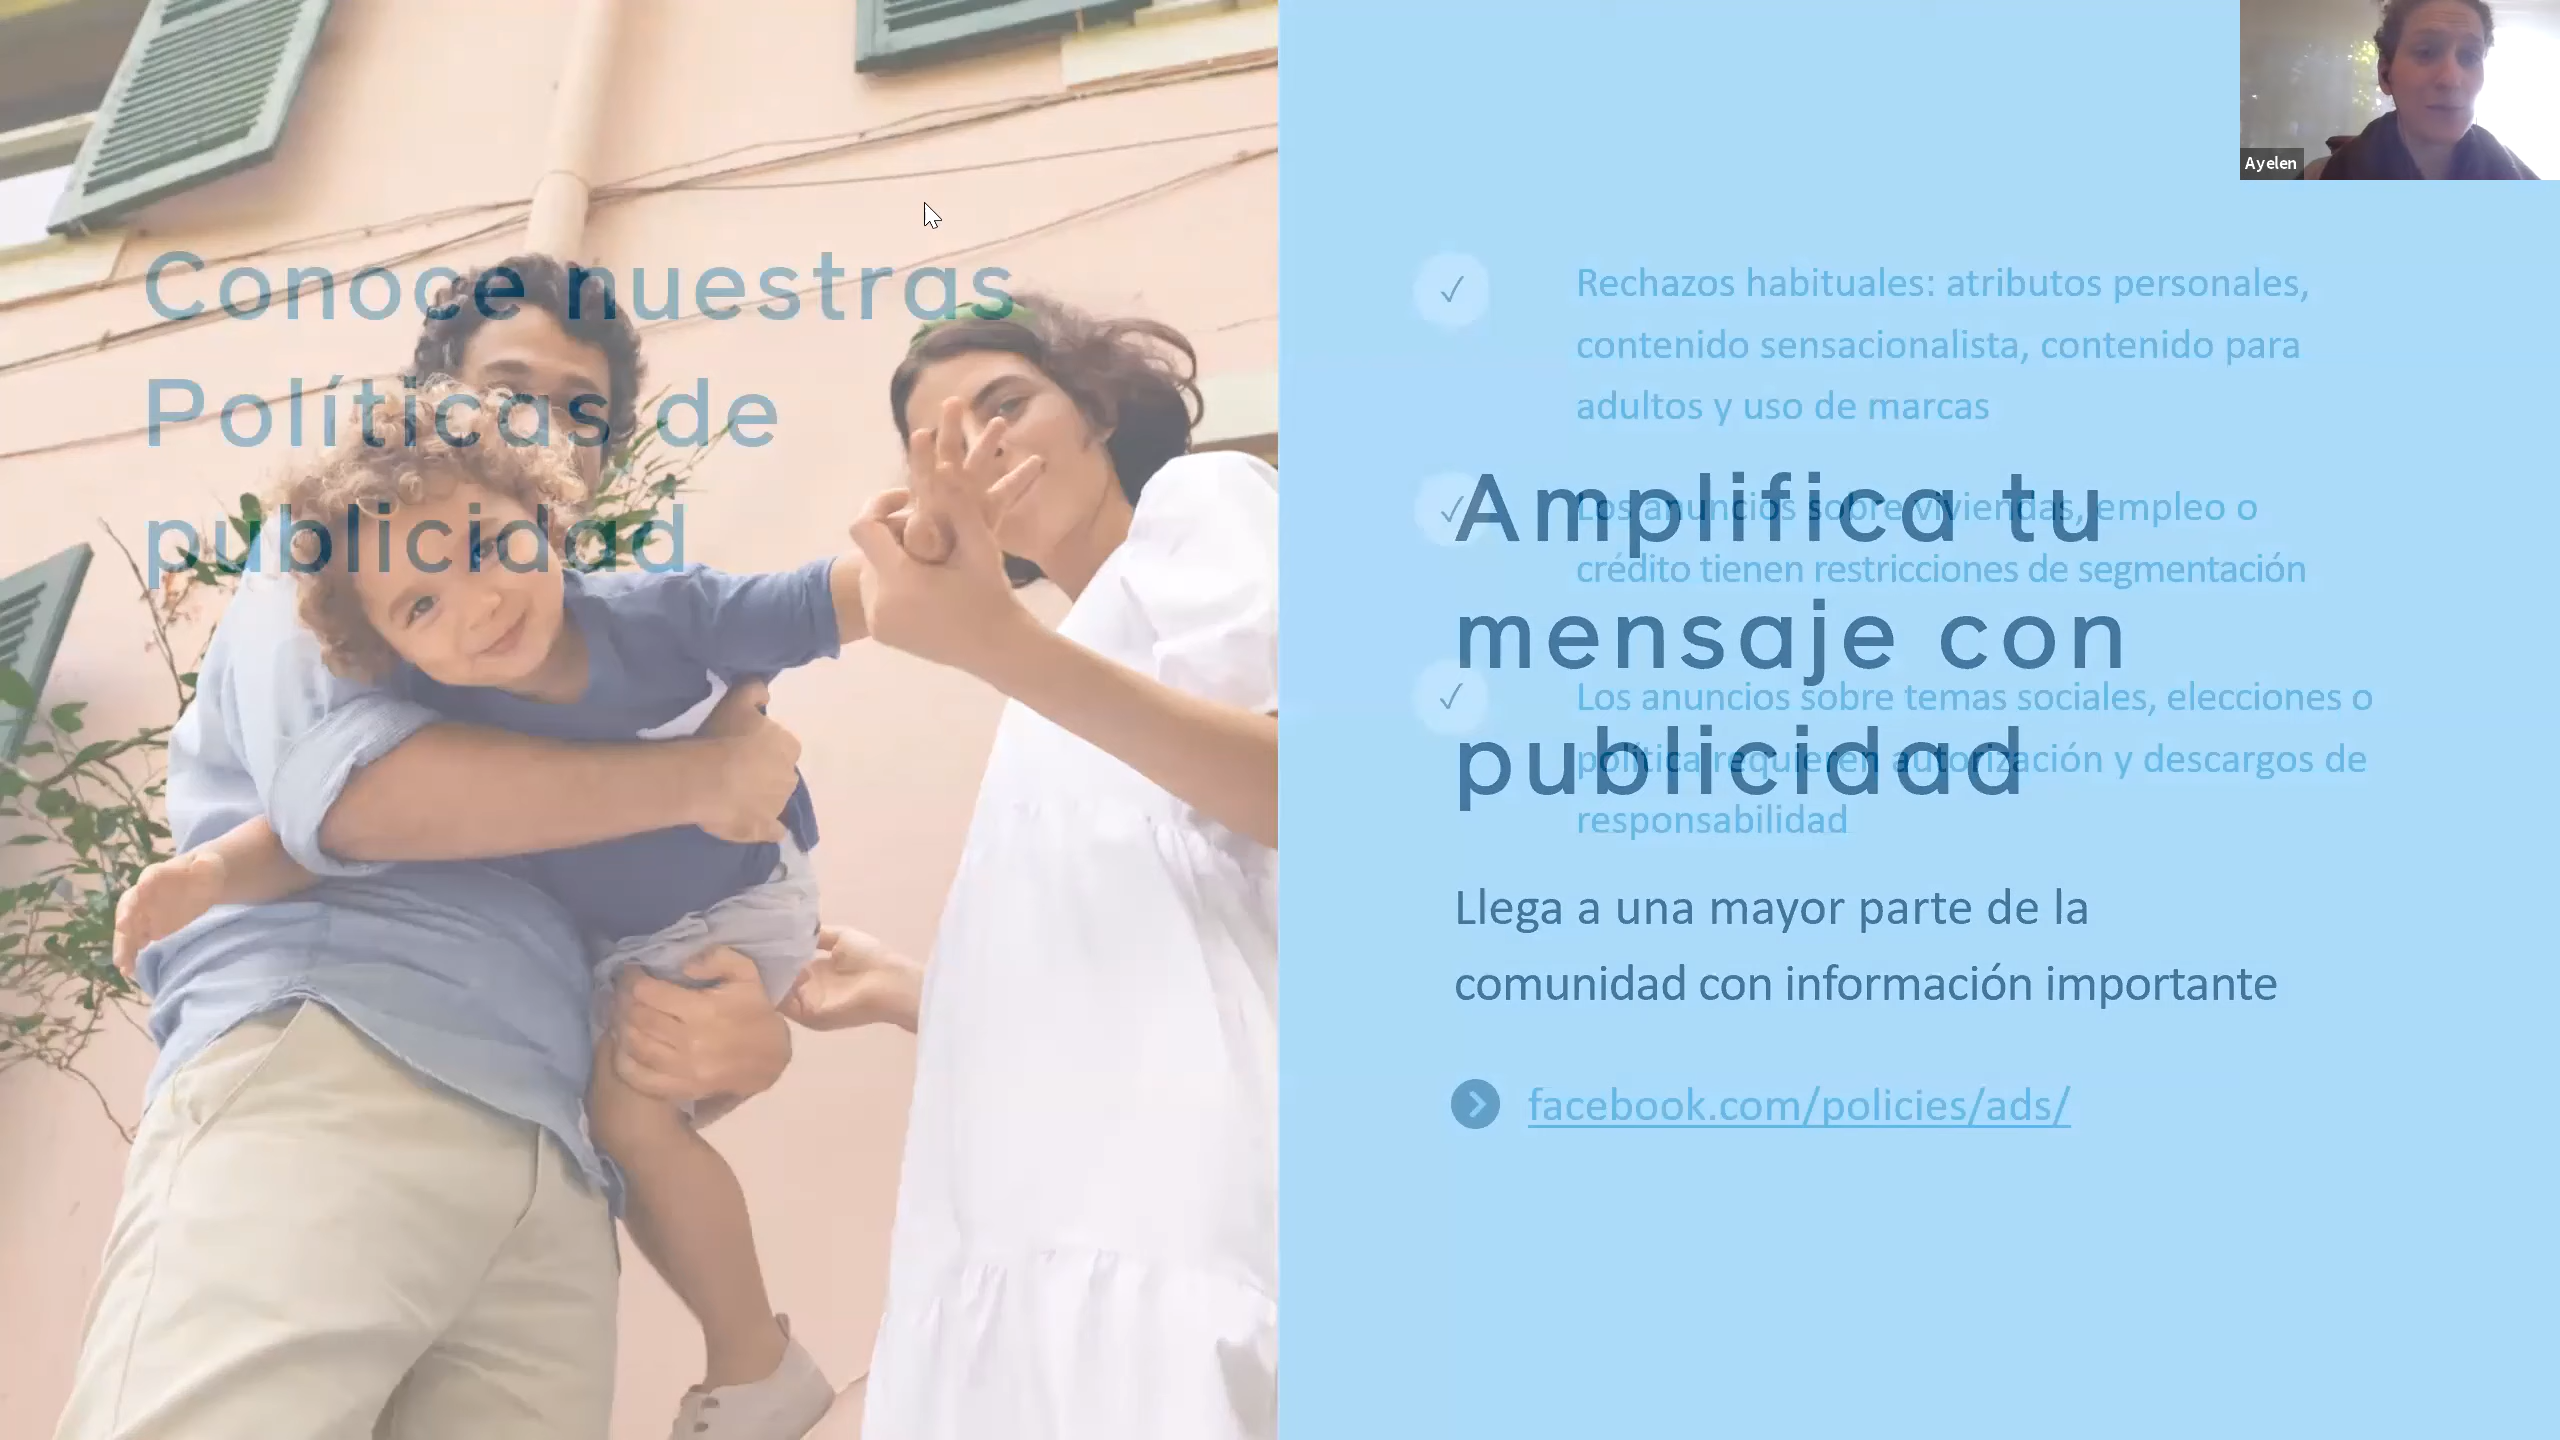 Ayelen
Conoce nuestras
Políticas de
publicidad
Rechazos habituales: atributos personales,
contenido sensacionalista, contenido para
adultos y uso de marcas
Los anuncios sobre viviendas, empleo o
crédito tienen restricciones de segmentación
Los anuncios sobre temas sociales, elecciones o
política requieren autorización y descargos de
responsabilidad
Amplifica tu
mensaje con
publicidad
Llega a una mayor parte de la
comunidad con información importante
facebook.com/policies/ads/